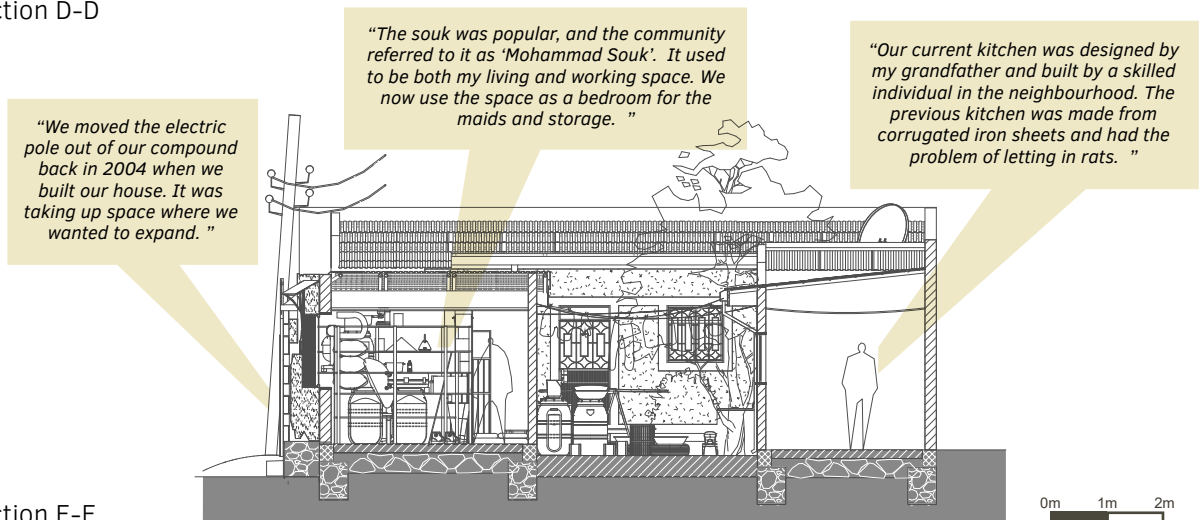 ction D-D
“The souk was popular, and the community
referred to it as ‘Mohammad Souk’. It used
to be both my living and working space. We
now use the space as a bedroom for the
maids and storage. ”
“Our current kitchen was designed by
my grandfather and built by a skilled
individual in the neighbourhood. The
previous kitchen was made from
corrugated iron sheets and had the
problem of letting in rats. ”
“We moved the electric
pole out of our compound
back in 2004 when we
built our house. It was
taking up space where we
wanted to expand. ”
0m 1m 2m